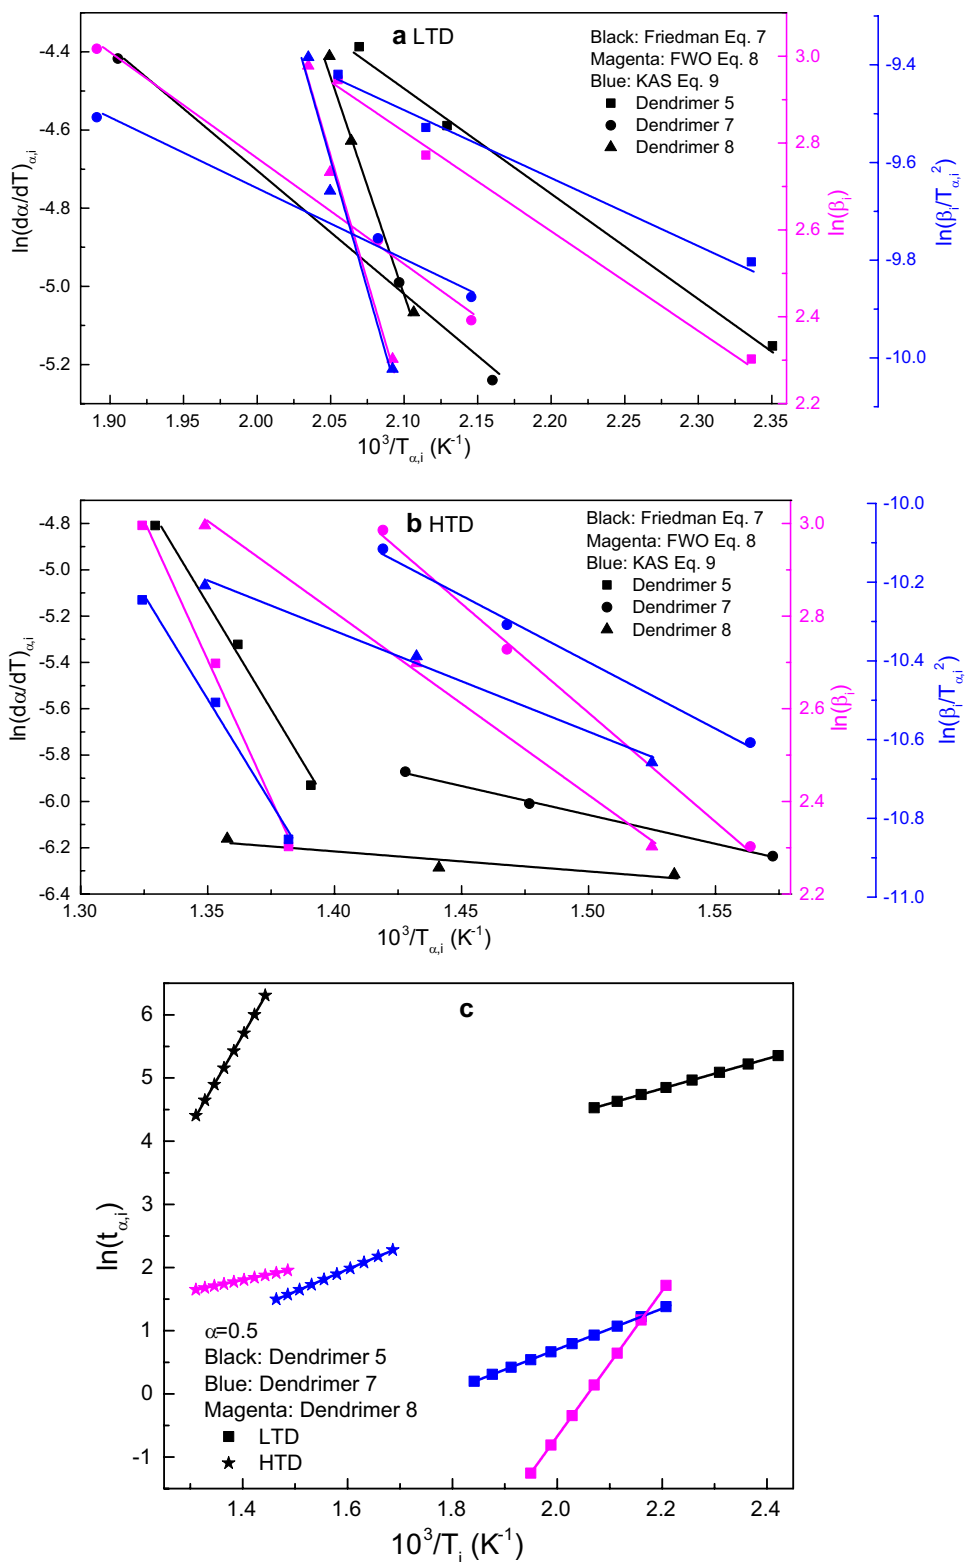 a LTD
Black: Friedman Eq. 7
Magenta: FWO Eq. 8
Blue: KAS Eq. 9
Dendrimer 5
Dendrimer 7
Dendrimer 8
-4.4
-4.6
-4.8
-5.0
-5.2
ln(dα/dT)α,i
3.0
2.8
2.6
2.4
2.2
ln(βi)
-9.4
-9.6
-9.8
-10.0
ln(βi/Tα,i²)
1.90 1.95 2.00 2.05 2.10 2.15 2.20 2.25 2.30 2.35
10³/Tα,i (K⁻¹)
b HTD
Black: Friedman Eq. 7
Magenta: FWO Eq. 8
Blue: KAS Eq. 9
Dendrimer 5
Dendrimer 7
Dendrimer 8
-4.8
-5.0
-5.2
-5.4
-5.6
-5.8
-6.0
-6.2
-6.4
ln(dα/dT)α,i
3.0
2.8
2.6
2.4
2.2
ln(βi)
-10.0
-10.2
-10.4
-10.6
-10.8
-11.0
ln(βi/Tα,i²)
1.30 1.35 1.40 1.45 1.50 1.55
10³/Tα,i (K⁻¹)
c
6
5
4
3
2
1
0
-1
ln(tα,i)
α=0.5
Black: Dendrimer 5
Blue: Dendrimer 7
Magenta: Dendrimer 8
LTD
HTD
1.4 1.6 1.8 2.0 2.2 2.4
10³/Ti (K⁻¹)